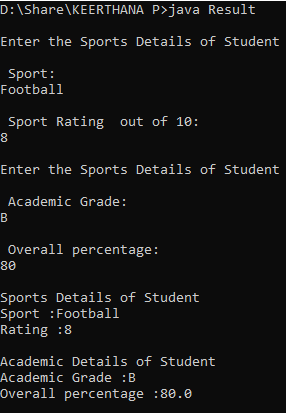 D:\Share\KEERTHANA P>java Result
Enter the Sports Details of Student
Sport:
Football
Sport Rating  out of 10:
8
Enter the Sports Details of Student
Academic Grade:
B
Overall percentage:
80
Sports Details of Student
Sport :Football
Rating :8
Academic Details of Student
Academic Grade :B
Overall percentage :80.0